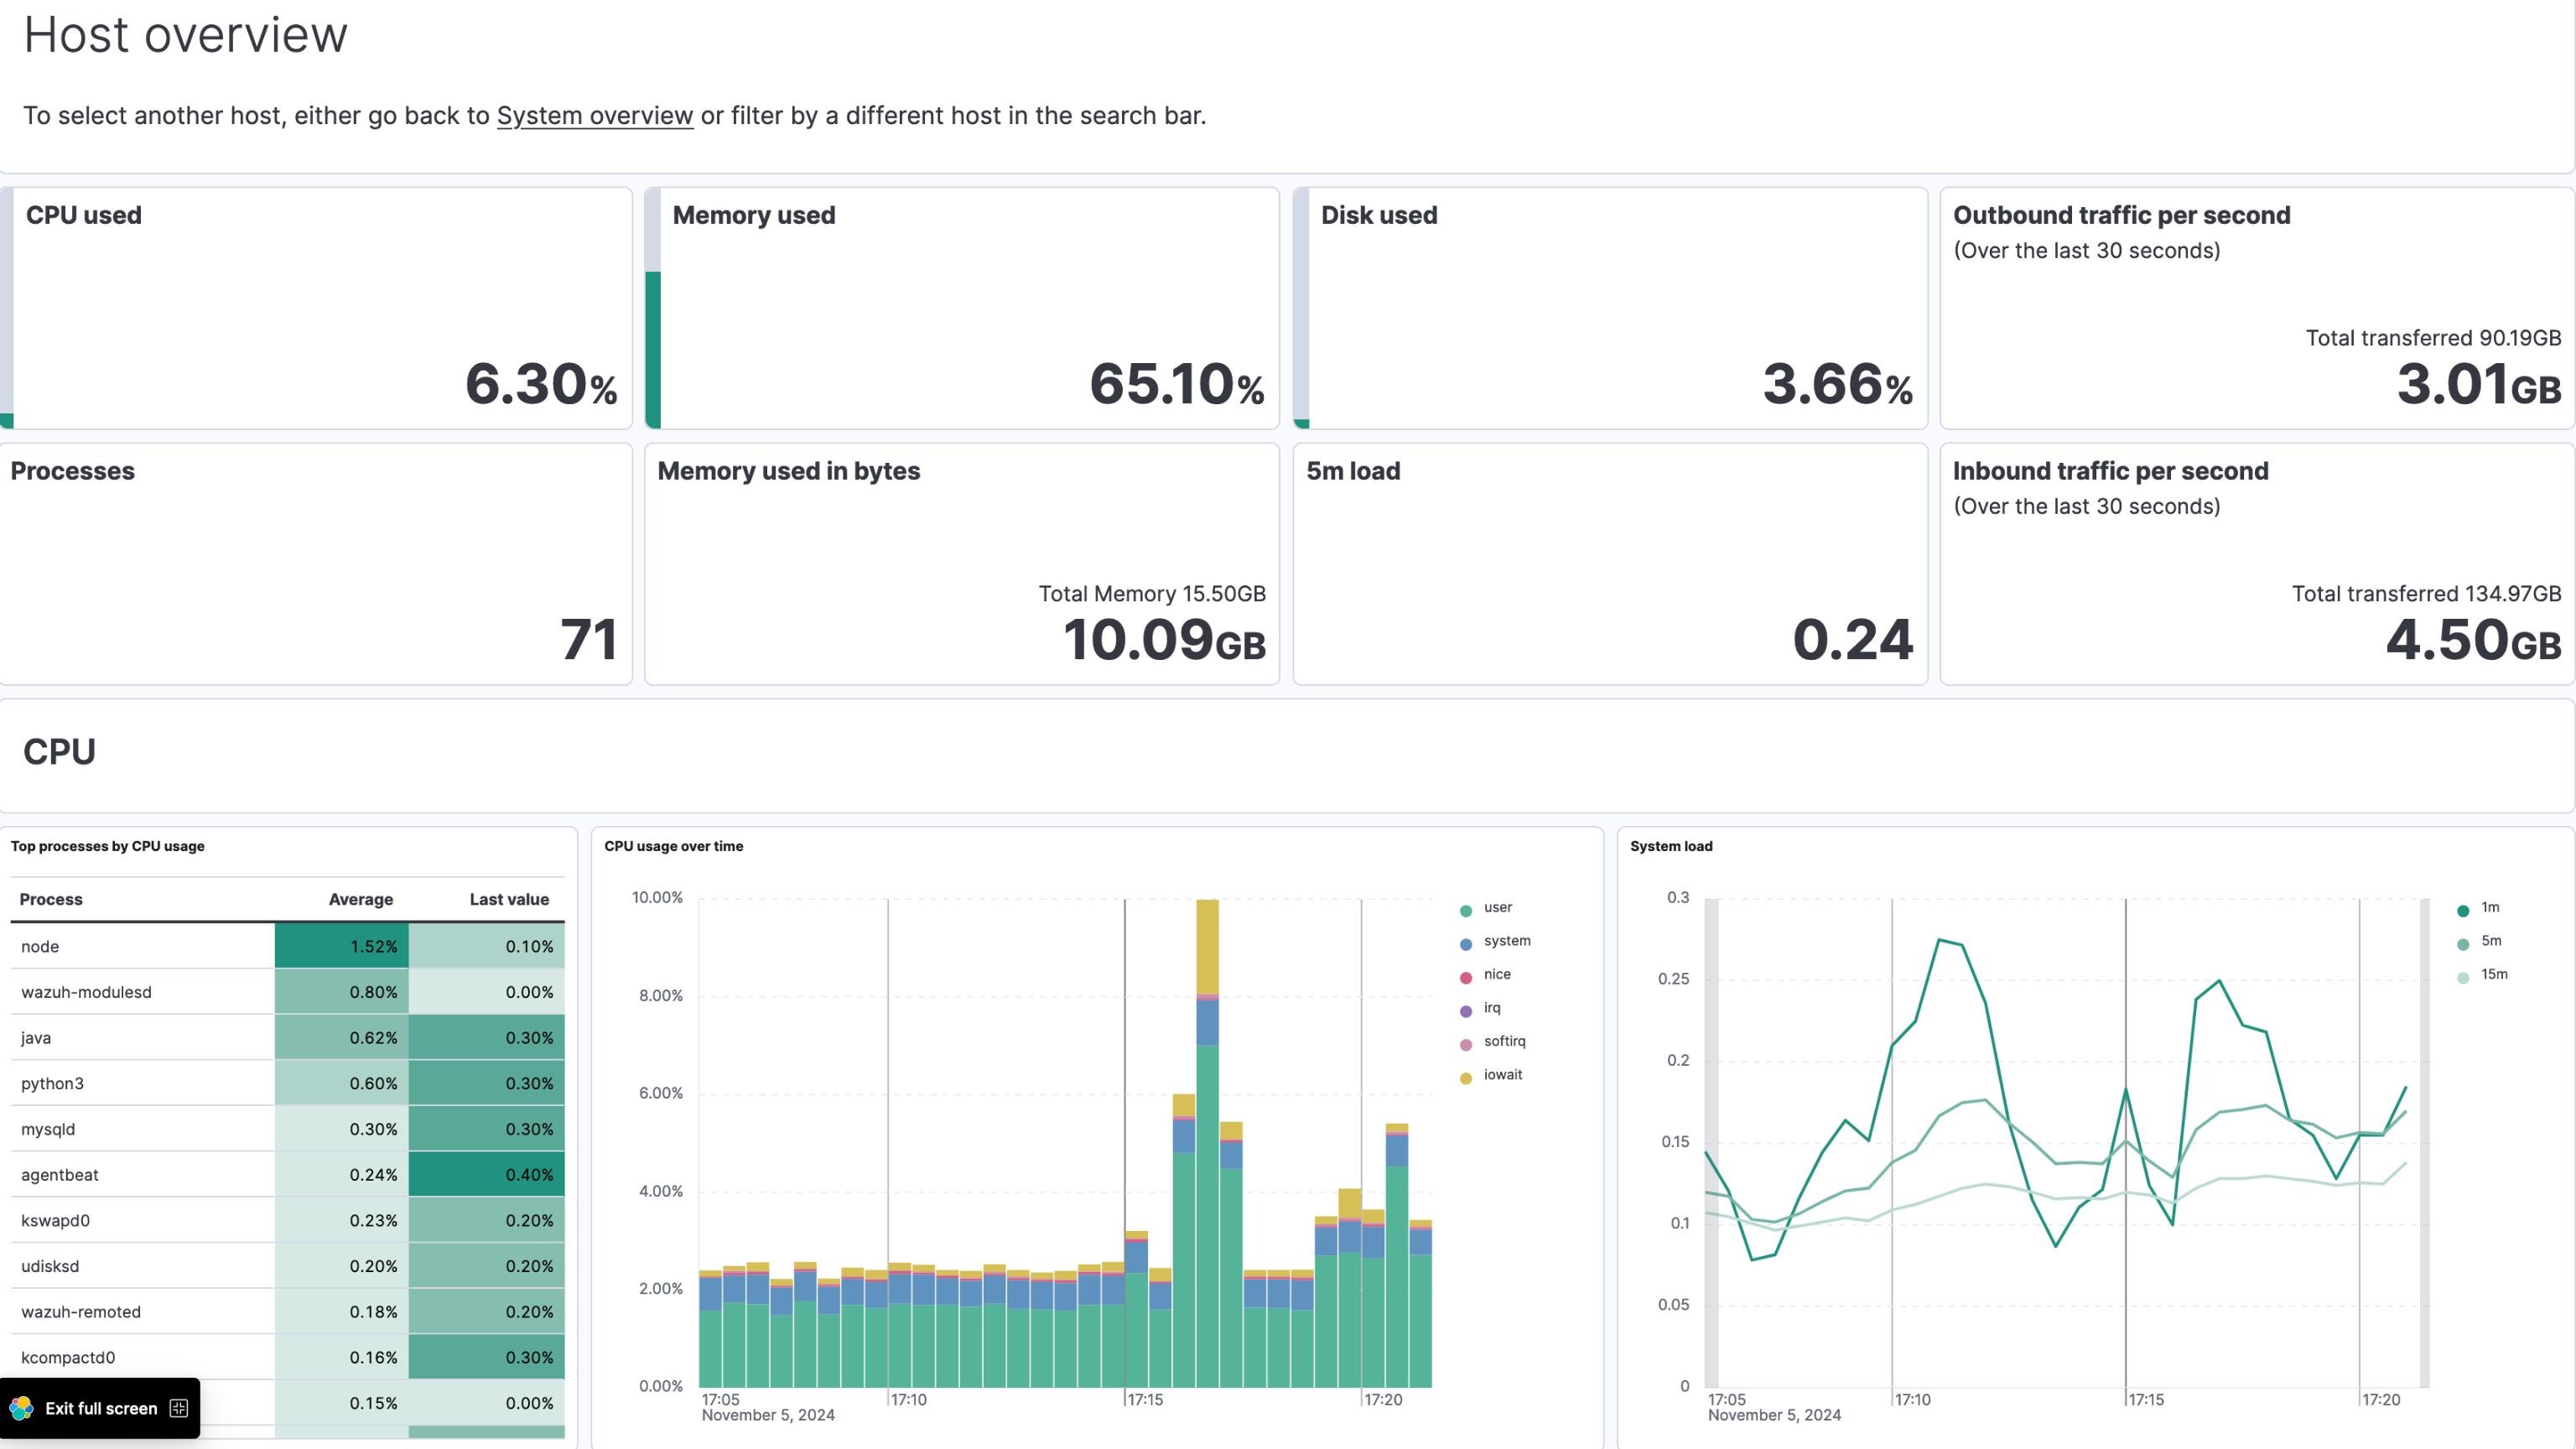 Host overview
To select another host, either go back to System overview or filter by a different host in the search bar.
CPU used
6.30%
Memory used
65.10%
Disk used
3.66%
Outbound traffic per second
(Over the last 30 seconds)
Total transferred 90.19GB
3.01GB
Processes
71
Memory used in bytes
Total Memory 15.50GB
10.09GB
5m load
0.24
Inbound traffic per second
(Over the last 30 seconds)
Total transferred 134.97GB
4.50GB
CPU
Top processes by CPU usage
Process Average Last value
node 1.52% 0.10%
wazuh-modulesd 0.80% 0.00%
java 0.62% 0.30%
python3 0.60% 0.30%
mysqld 0.30% 0.30%
agentbeat 0.24% 0.40%
kswapd0 0.23% 0.20%
udisksd 0.20% 0.20%
wazuh-remoted 0.18% 0.20%
kcompactd0 0.16% 0.30%
0.15% 0.00%
Exit full screen
CPU usage over time
10.00%
8.00%
6.00%
4.00%
2.00%
0.00%
17:05 17:10 17:15 17:20
November 5, 2024
user
system
nice
irq
softirq
iowait
System load
0.3
0.25
0.2
0.15
0.1
0.05
0
17:05 17:10 17:15 17:20
November 5, 2024
1m
5m
15m